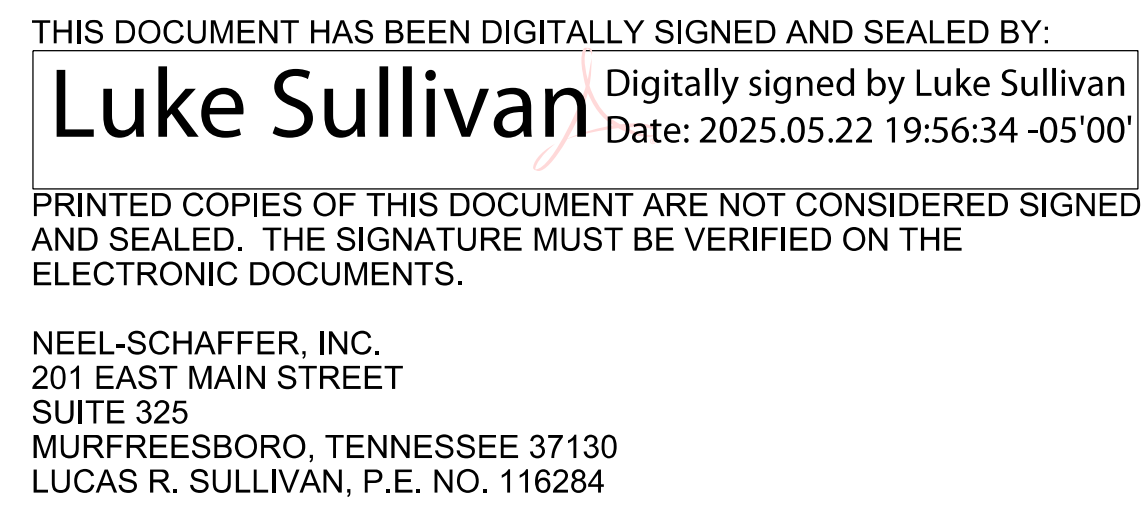 THIS DOCUMENT HAS BEEN DIGITALLY SIGNED AND SEALED BY:
Luke Sullivan
Digitally signed by Luke Sullivan
Date: 2025.05.22 19:56:34 -05'00'
PRINTED COPIES OF THIS DOCUMENT ARE NOT CONSIDERED SIGNED
AND SEALED.  THE SIGNATURE MUST BE VERIFIED ON THE
ELECTRONIC DOCUMENTS.
NEEL-SCHAFFER, INC.
201 EAST MAIN STREET
SUITE 325
MURFREESBORO, TENNESSEE 37130
LUCAS R. SULLIVAN, P.E. NO. 116284